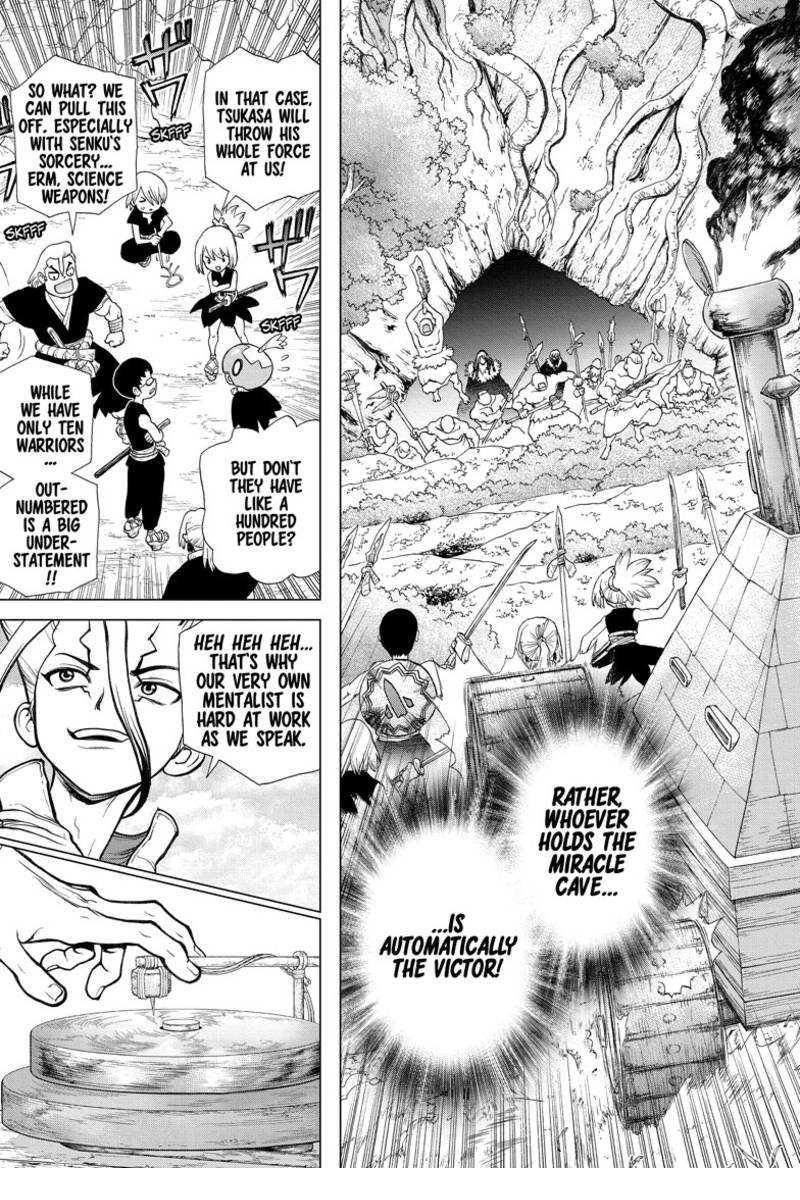 RATHER,
WHOEVER
HOLDS THE
MIRACLE
CAVE...
...IS
AUTOMATICALLY
THE VICTOR!
IN THAT CASE,
TSUKASA WILL
THROW HIS
WHOLE FORCE
AT US!
SO WHAT? WE
CAN PULL THIS
OFF. ESPECIALLY
WITH SENKU'S
SORCERY...
ERM, SCIENCE
WEAPONS!
ザワ
SKFFF
SKFFF
ザワ
SKFFF
BUT DON'T
THEY HAVE
LIKE A
HUNDRED
PEOPLE?
WHILE
WE HAVE
ONLY TEN
WARRIORS
...
OUT-
NUMBERED
IS A BIG
UNDER-
STATEMENT
!!
HEH HEH HEH...
THAT'S WHY
OUR VERY OWN
MENTALIST IS
HARD AT WORK
AS WE SPEAK.
11